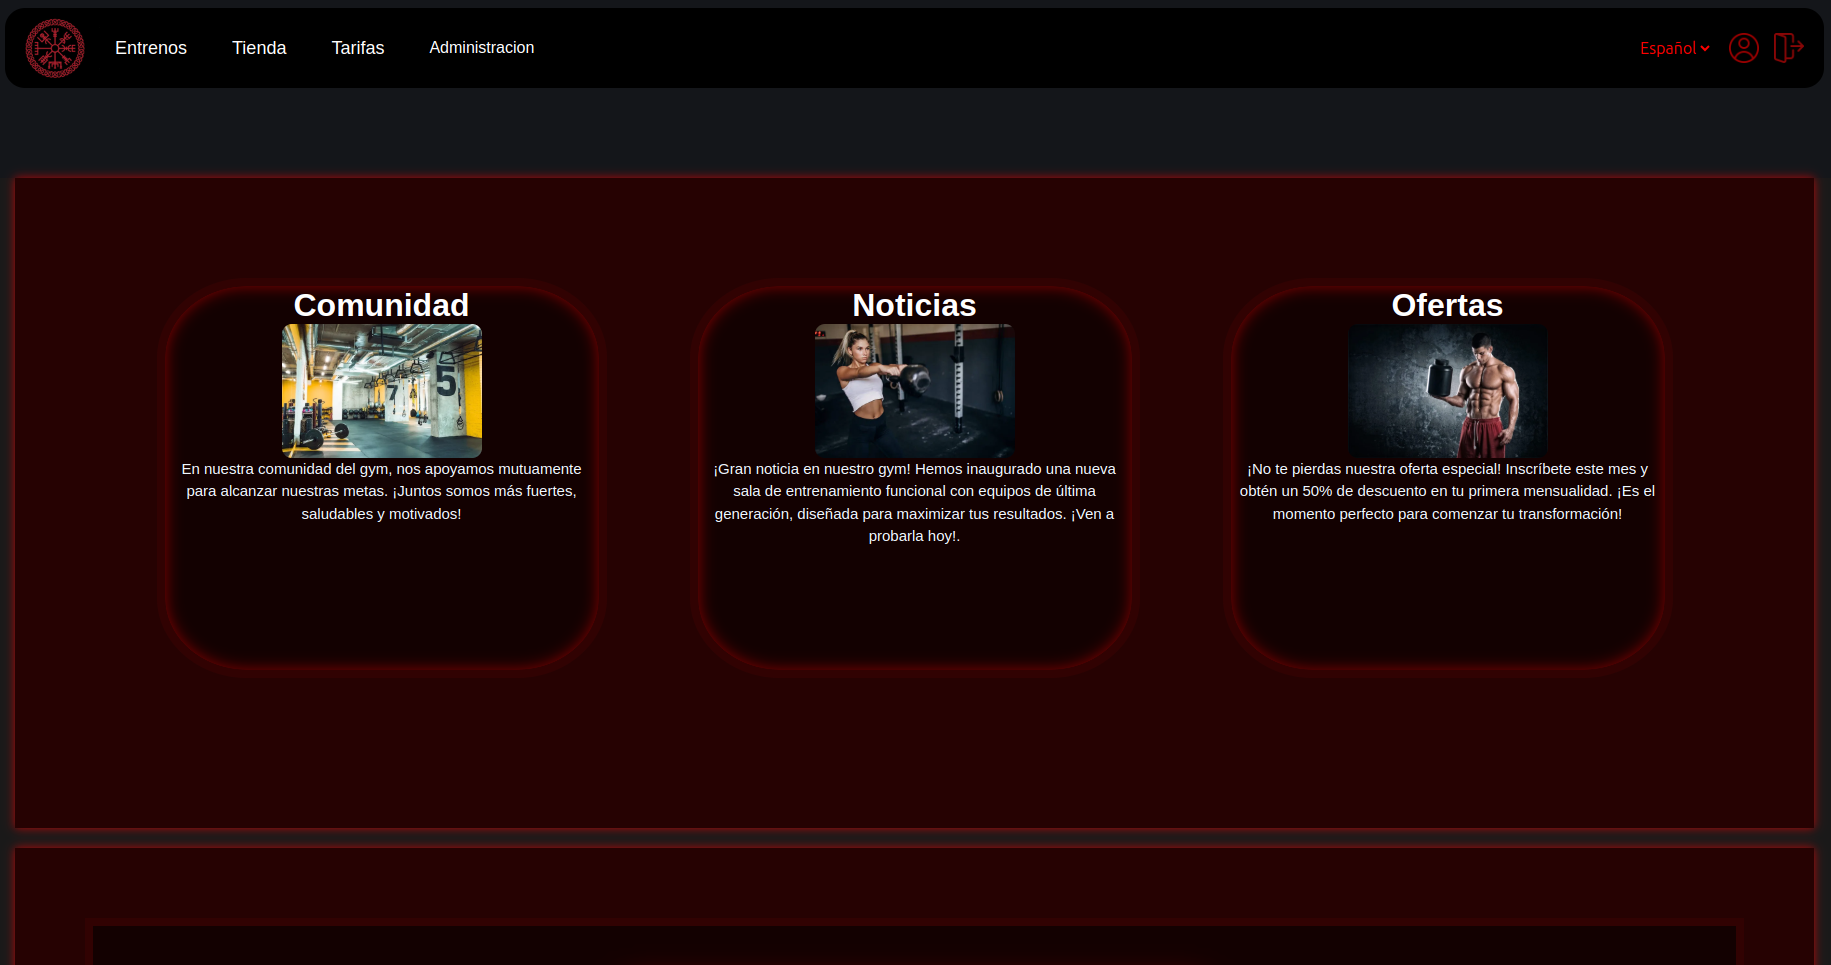 Entrenos
Tienda
Tarifas
Administracion
Español
Comunidad
7
5
En nuestra comunidad del gym, nos apoyamos mutuamente
para alcanzar nuestras metas. ¡Juntos somos más fuertes,
saludables y motivados!
Noticias
¡Gran noticia en nuestro gym! Hemos inaugurado una nueva
sala de entrenamiento funcional con equipos de última
generación, diseñada para maximizar tus resultados. ¡Ven a
probarla hoy!.
Ofertas
¡No te pierdas nuestra oferta especial! Inscríbete este mes y
obtén un 50% de descuento en tu primera mensualidad. ¡Es el
momento perfecto para comenzar tu transformación!